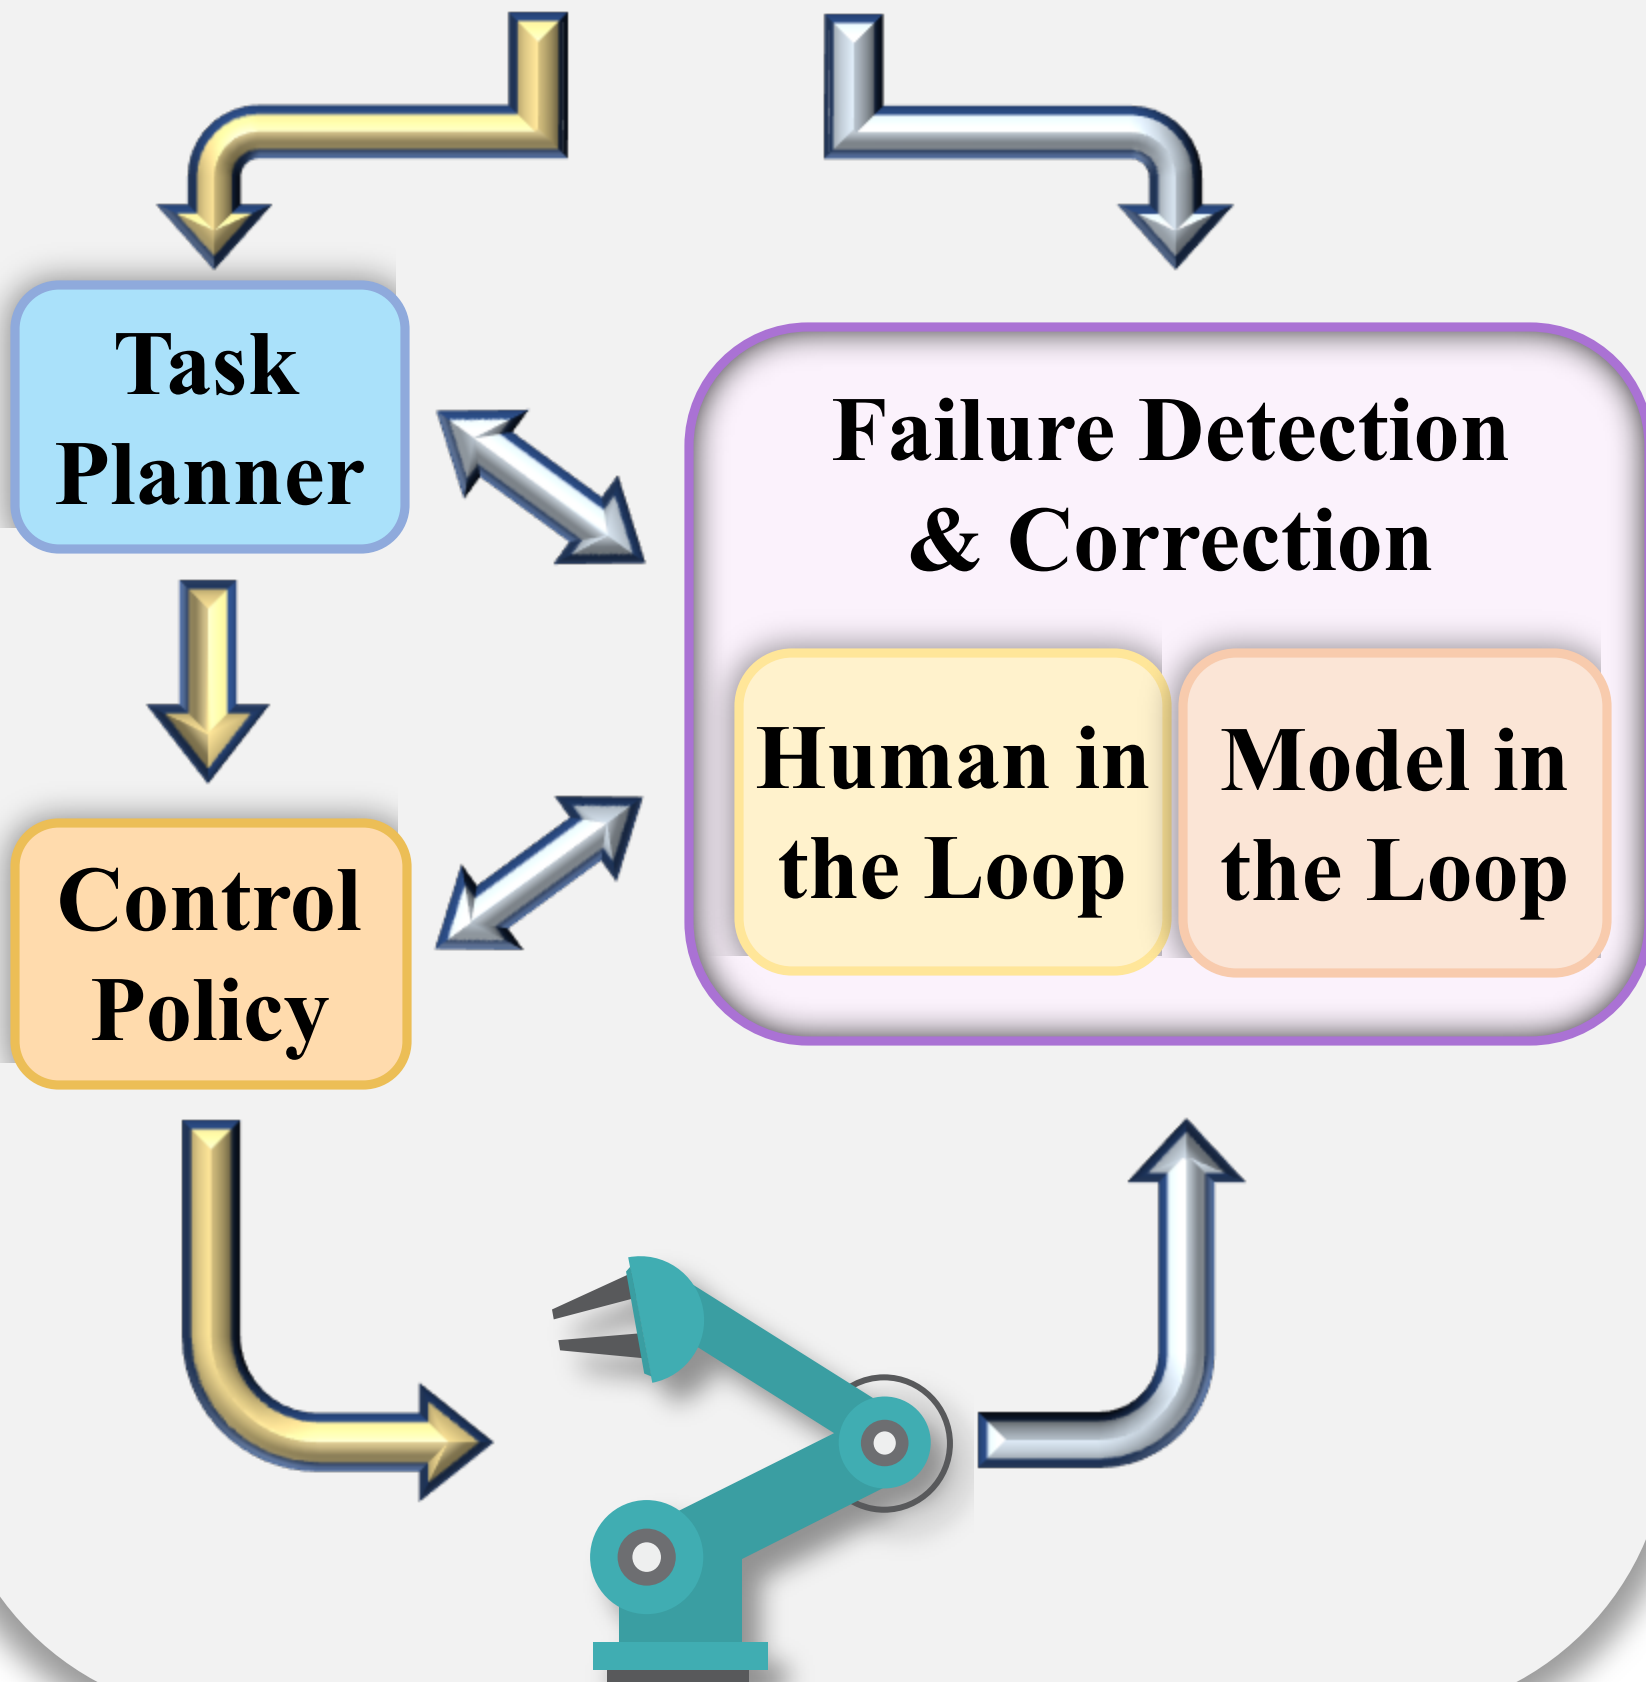 Task
Planner
Failure Detection
& Correction
Human in
the Loop
Model in
the Loop
Control
Policy